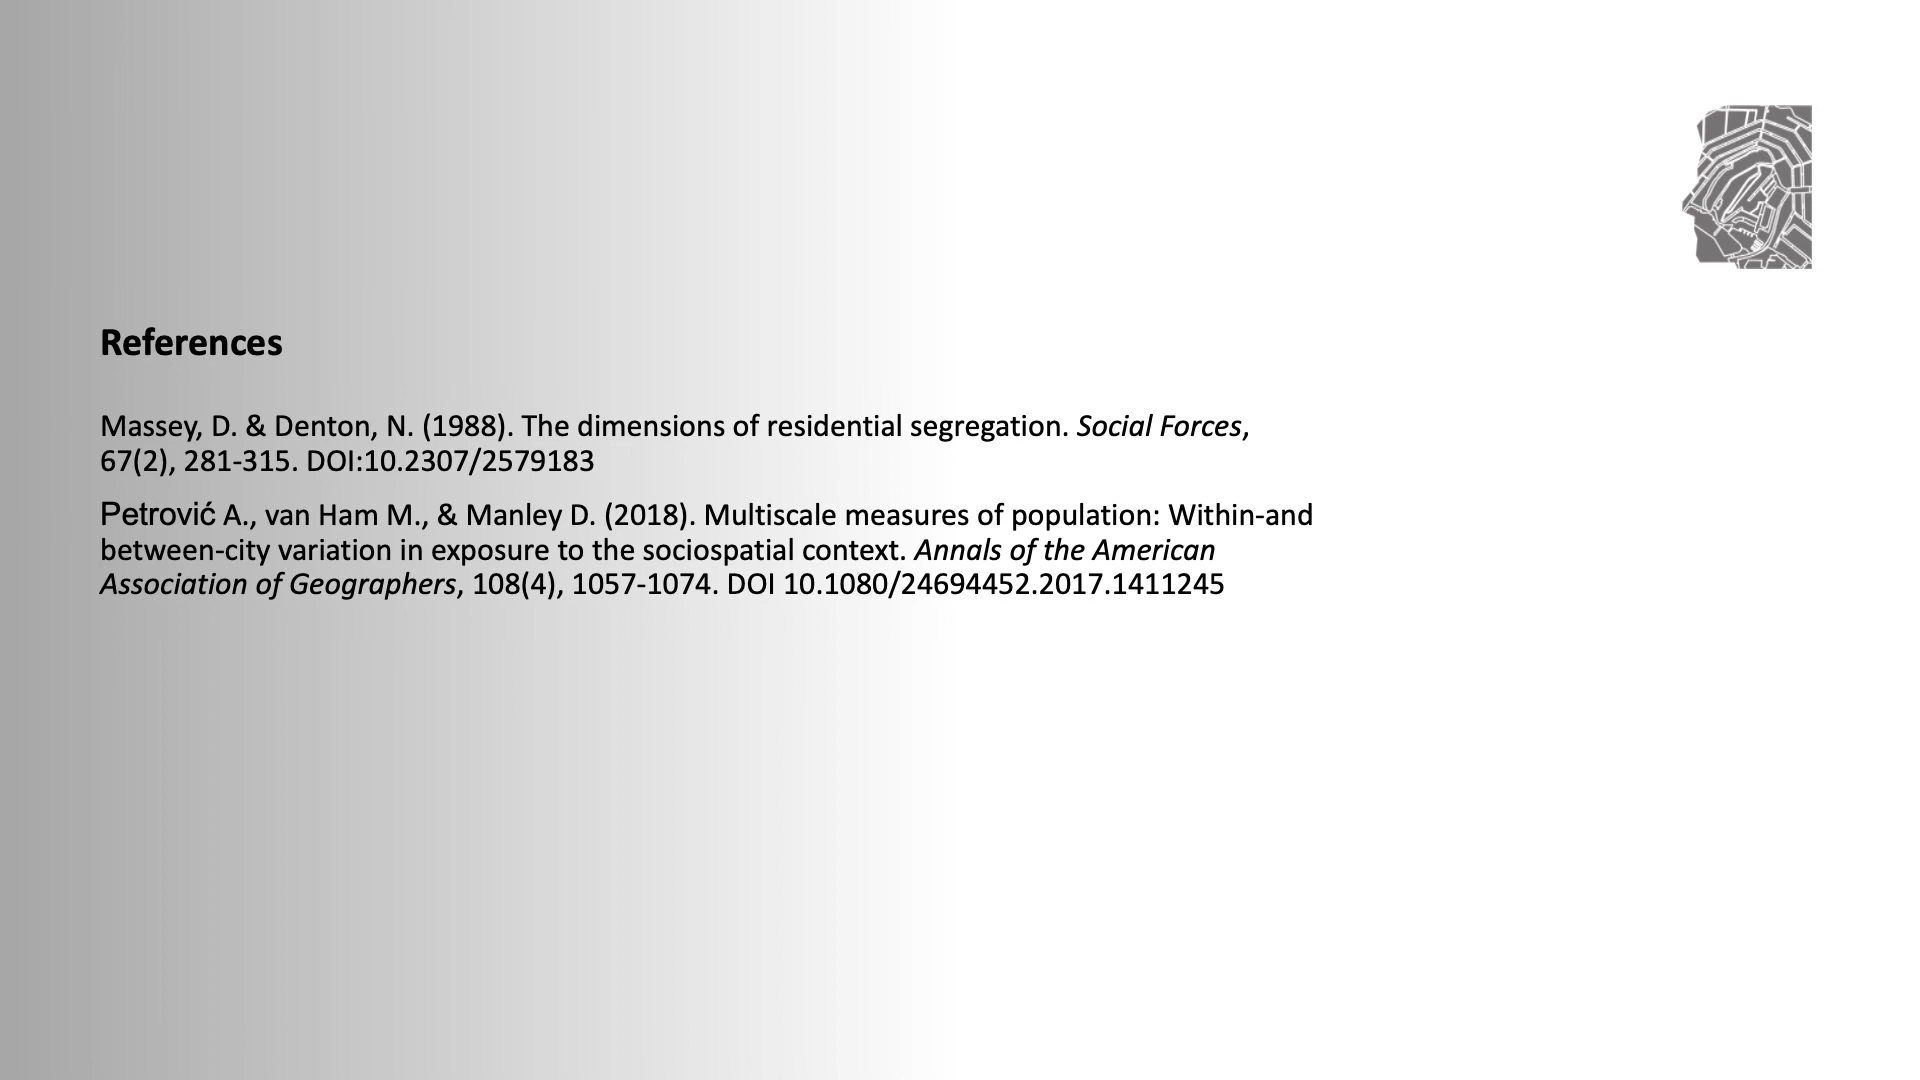 References
Massey, D. & Denton, N. (1988). The dimensions of residential segregation. Social Forces,
67(2), 281-315. DOI:10.2307/2579183
Petrović A., van Ham M., & Manley D. (2018). Multiscale measures of population: Within-and
between-city variation in exposure to the sociospatial context. Annals of the American
Association of Geographers, 108(4), 1057-1074. DOI 10.1080/24694452.2017.1411245